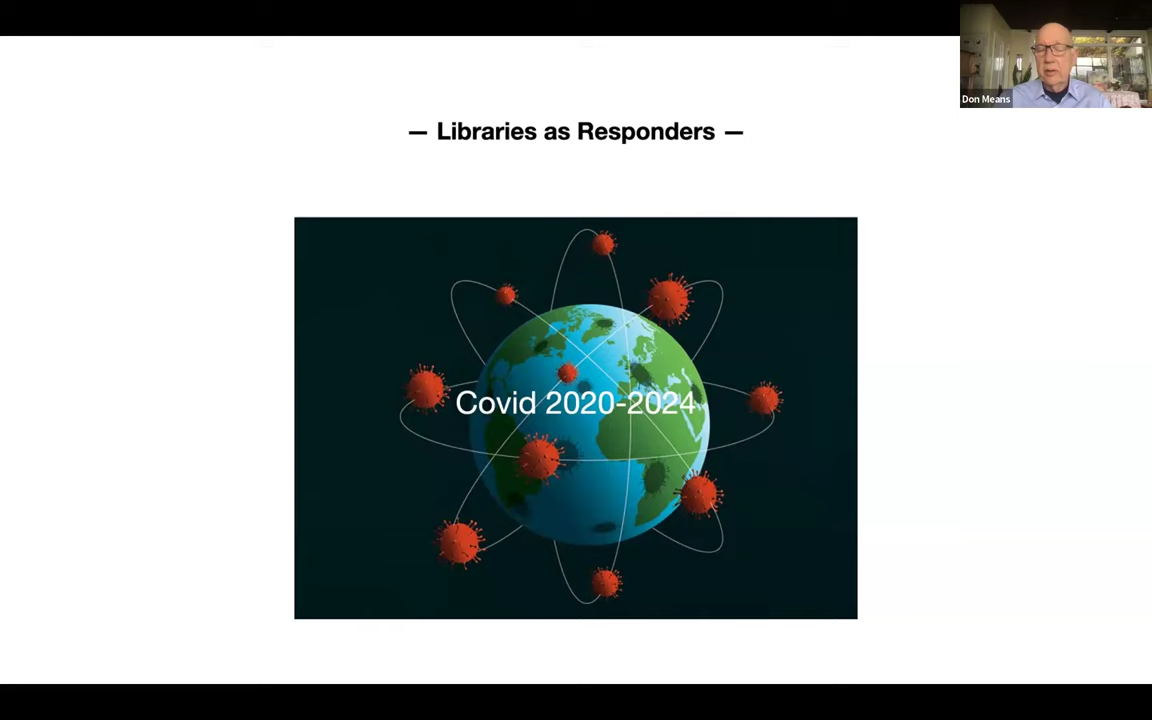 — Libraries as Responders —
Covid 2020-2024
Don Means